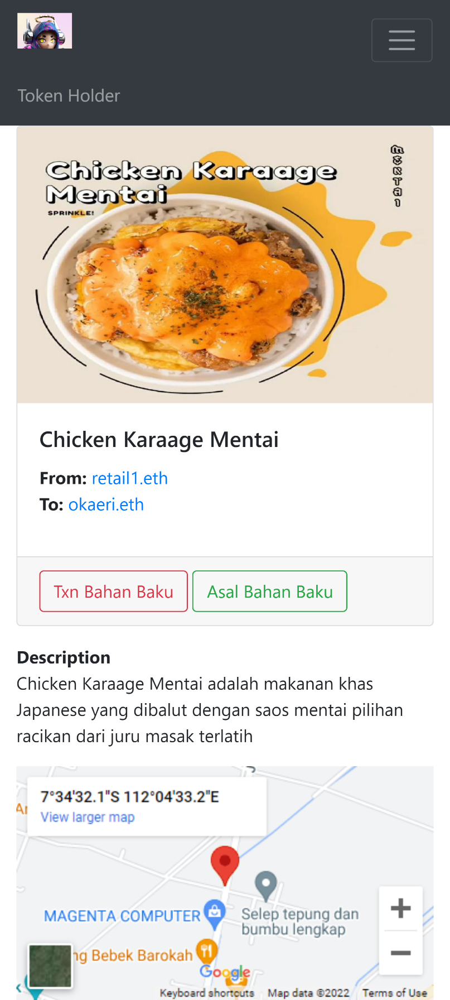 Token Holder
Chicken Karaage
Mentai
SPRINKLE!
MENTAI
Chicken Karaage Mentai
From: retail1.eth
To: okaeri.eth
Txn Bahan Baku
Asal Bahan Baku
Description
Chicken Karaage Mentai adalah makanan khas
Japanese yang dibalut dengan saos mentai pilihan
racikan dari juru masak terlatih
7°34'32.1"S 112°04'33.2"E
View larger map
MAGENTA COMPUTER
Selep tepung dan
bumbu lengkap
Bebek Barokah
Google
Keyboard shortcuts
Map data ©2022
Terms of Use